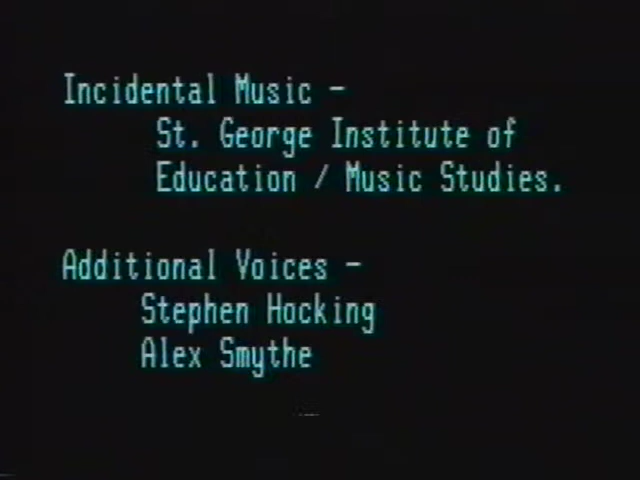 Incidental Music -
St. George Institute of
Education / Music Studies.
Additional Voices -
Stephen Hocking
Alex Smythe